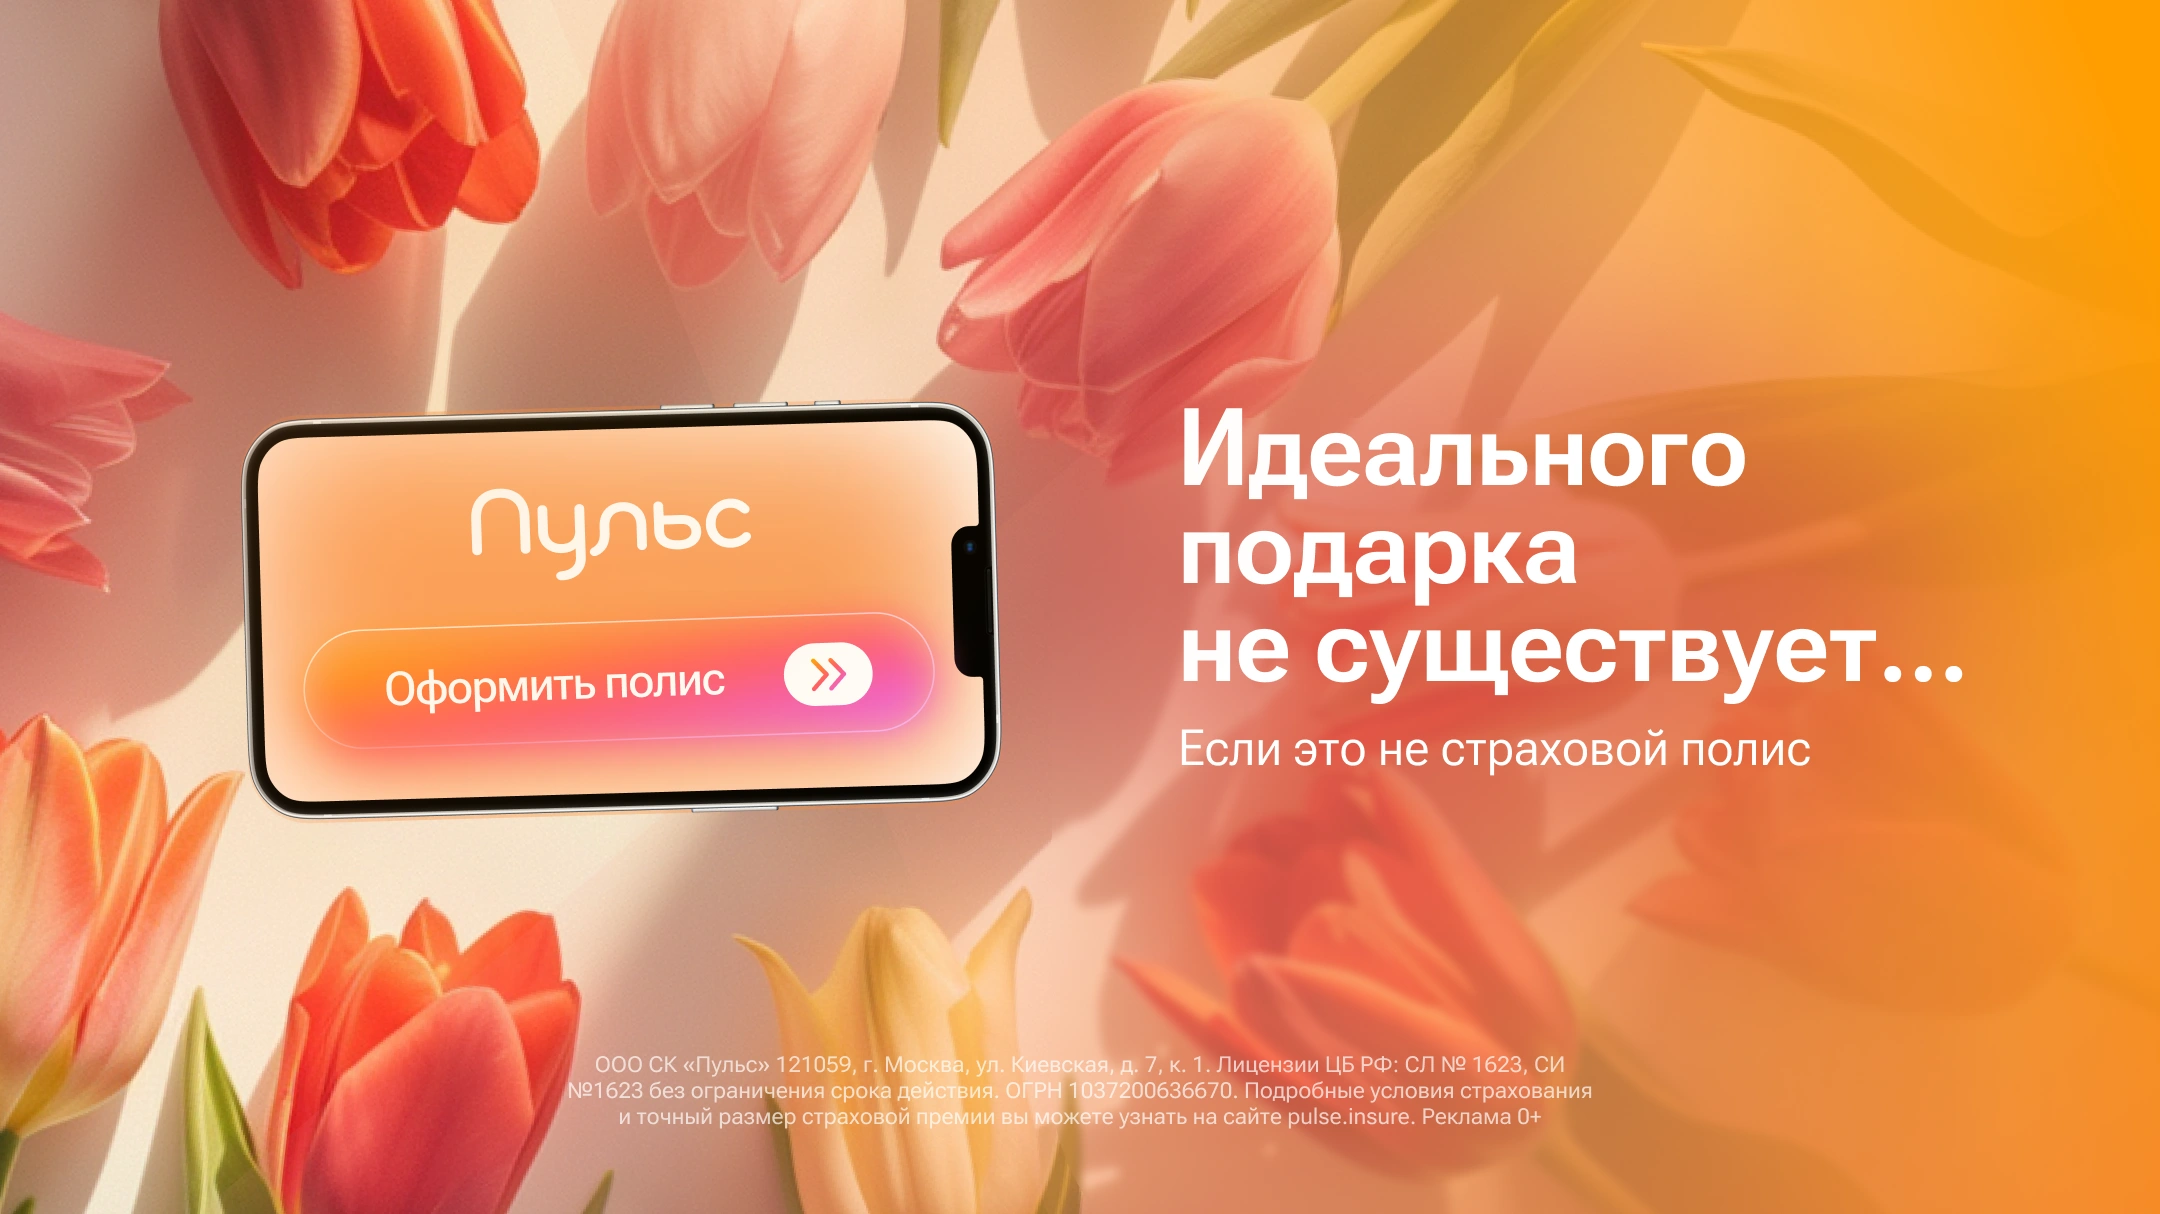 Пульс
Оформить полис
Идеального
подарка
не существует...
Если это не страховой полис
ООО СК «Пульс» 121059, г. Москва, ул. Киевская, д. 7, к. 1. Лицензии ЦБ РФ: СЛ № 1623, СИ
№1623 без ограничения срока действия. ОГРН 1037200636670. Подробные условия страхования
и точный размер страховой премии вы можете узнать на сайте pulse.insure. Реклама 0+